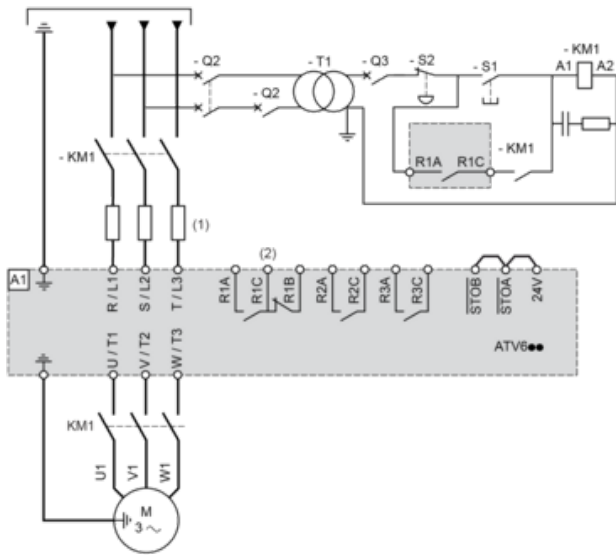 - Q2
- T1
- Q3
- S2
- S1
- KM1
A1
A2
- Q2
- KM1
R1A
R1C
- KM1
(1)
(2)
A1
R / L1
S / L2
T / L3
R1A
R1C
R1B
R2A
R2C
R3A
R3C
STOB
STOA
24V
U / T1
V / T2
W / T3
ATV6●●
KM1
U1
V1
W1
M
3 ~